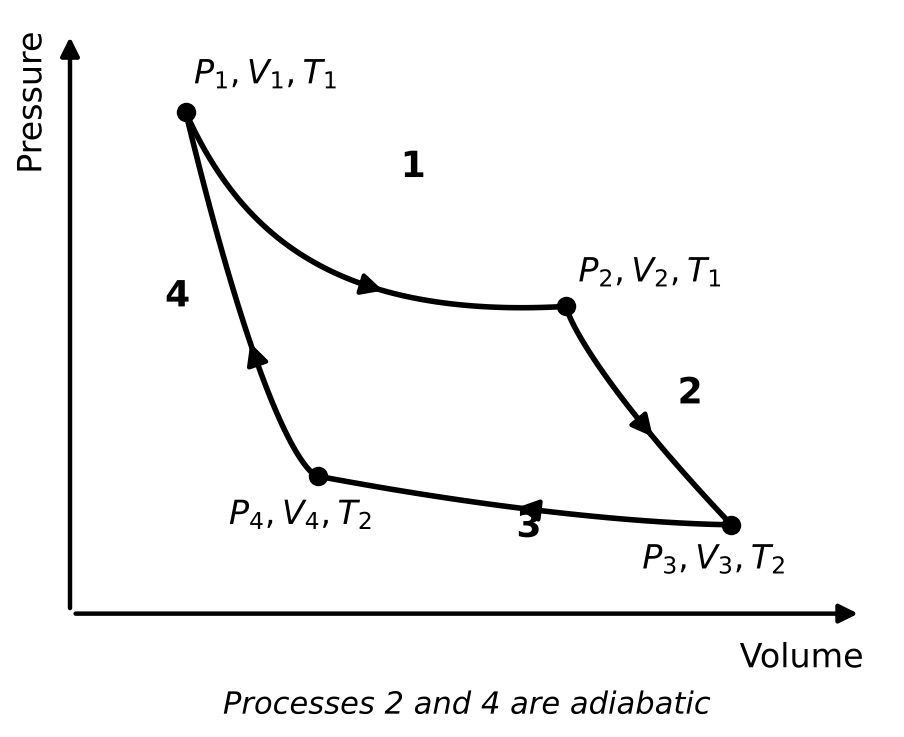 Pressure
P₁, V₁, T₁
1
P₂, V₂, T₁
4
2
P₄, V₄, T₂
3
P₃, V₃, T₂
Volume
Processes 2 and 4 are adiabatic